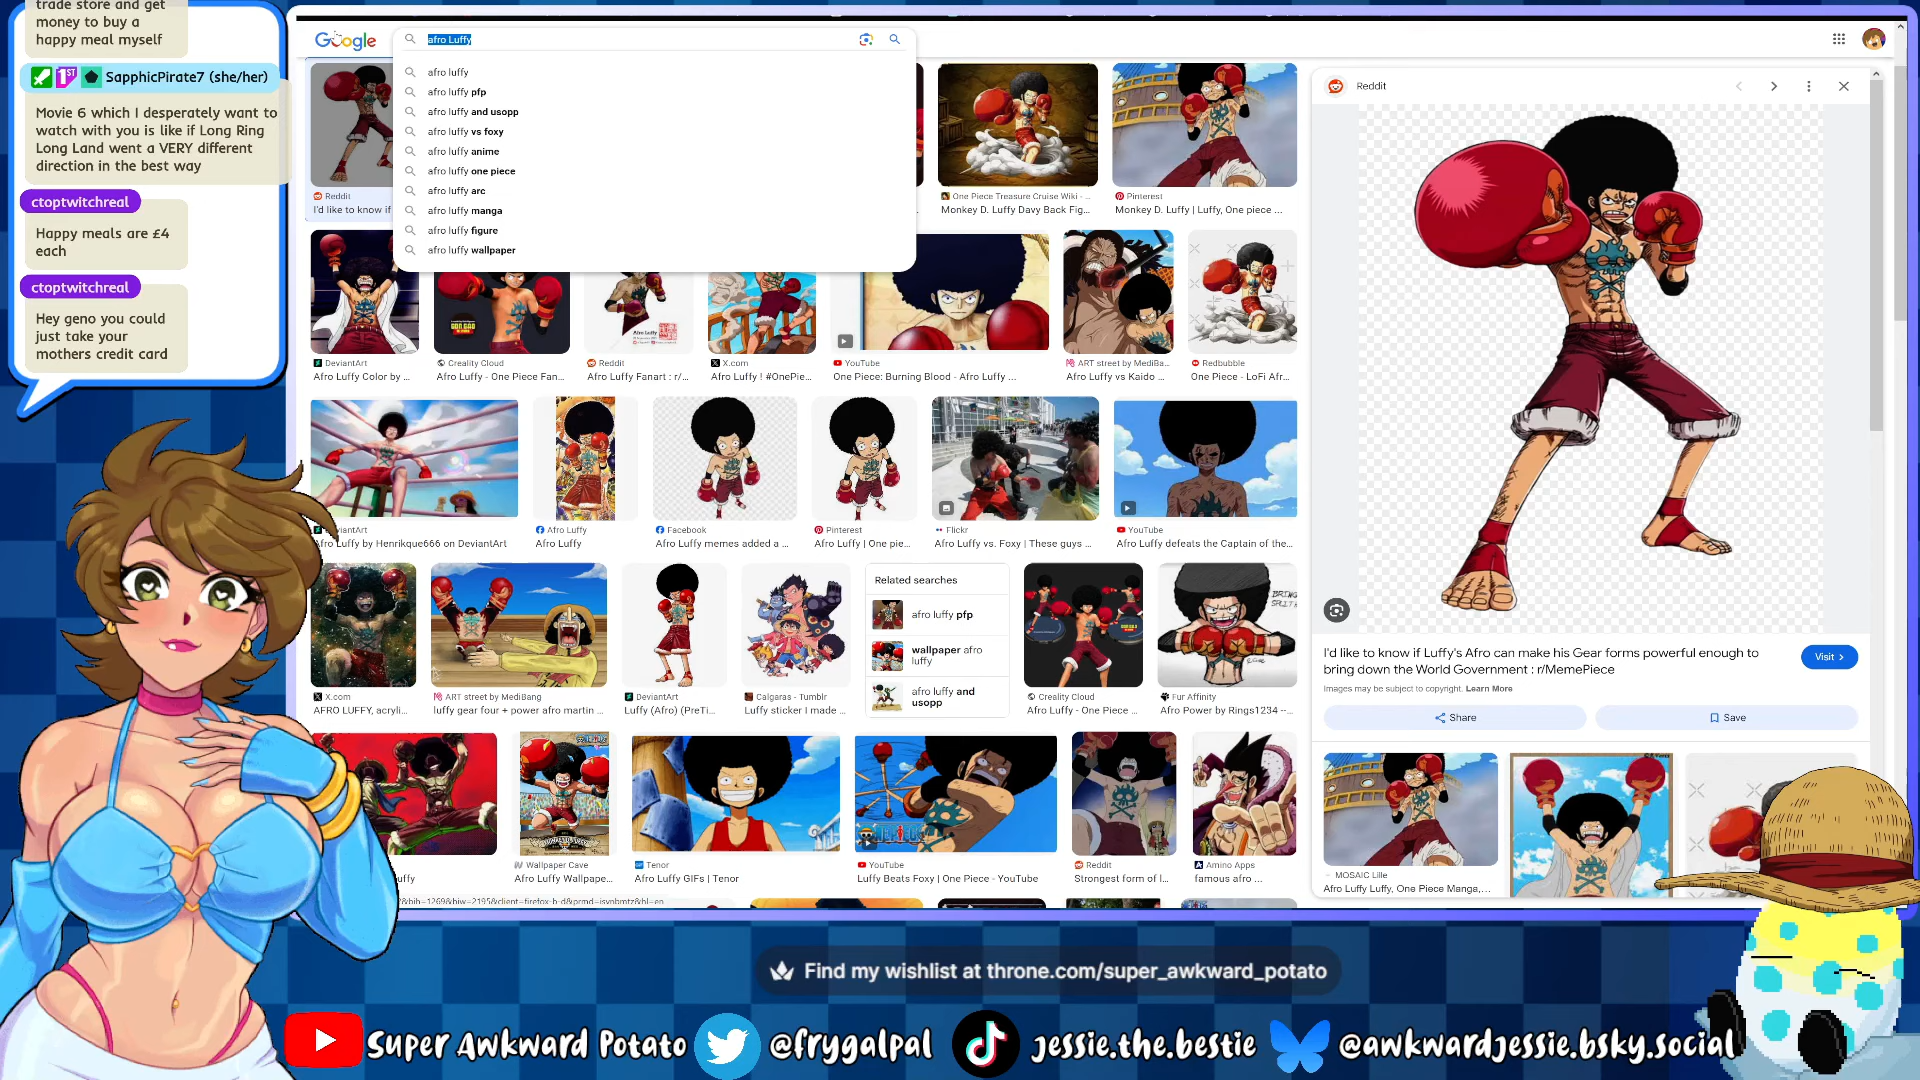 trade store and get
money to buy a
happy meal myself
SapphicPirate7 (she/her)
Movie 6 which I desperately want to
watch with you is like if Long Ring
Long Land went a VERY different
direction in the best way
ctoptwitchreal
Happy meals are £4
each
ctoptwitchreal
Hey geno you could
just take your
mothers credit card
Google
afro Luffy
afro luffy
afro luffy pfp
afro luffy and usopp
afro luffy vs foxy
afro luffy anime
afro luffy one piece
afro luffy arc
afro luffy manga
afro luffy figure
afro luffy wallpaper
Reddit
I'd like to know if
One Piece Treasure Cruise Wiki - ...
Monkey D. Luffy Davy Back Fig...
Pinterest
Monkey D. Luffy | Luffy, One piece ...
DeviantArt
Afro Luffy Color by ...
Creality Cloud
Afro Luffy - One Piece Fan...
Reddit
Afro Luffy Fanart : r/...
X.com
Afro Luffy ! #OnePie...
YouTube
One Piece: Burning Blood - Afro Luffy ...
ART street by MediBa...
Afro Luffy vs Kaido ...
Redbubble
One Piece - LoFi Afr...
Afro Luffy by Henrikque666 on DeviantArt
Afro Luffy
Afro Luffy
Facebook
Afro Luffy memes added a ...
Pinterest
Afro Luffy | One pie...
Flickr
Afro Luffy vs. Foxy | These guys ...
YouTube
Afro Luffy defeats the Captain of the...
X.com
AFRO LUFFY, acryli...
ART street by MediBang
luffy gear four + power afro martin ...
DeviantArt
Luffy (Afro) (PreTi...
Calgaras - Tumblr
Luffy sticker I made ...
Related searches
afro luffy pfp
wallpaper afro
luffy
afro luffy and
usopp
Creality Cloud
Afro Luffy - One Piece ...
Fur Affinity
Afro Power by Rings1234 --...
Wallpaper Cave
Afro Luffy Wallpape...
Tenor
Afro Luffy GIFs | Tenor
YouTube
Luffy Beats Foxy | One Piece - YouTube
Reddit
Strongest form of l...
Amino Apps
famous afro ...
Reddit
I'd like to know if Luffy's Afro can make his Gear forms powerful enough to
bring down the World Government : r/MemePiece
Visit
Images may be subject to copyright. Learn More
Share
Save
MOSAIC Lille
Afro Luffy Luffy, One Piece Manga,...
Find my wishlist at throne.com/super_awkward_potato
Super Awkward Potato
@frygalpal
jessie.the.bestie
@awkwardjessie.bsky.social